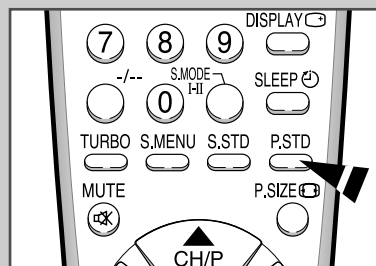 DISPLAY
7 8 9
-/-- S.MODE I-II SLEEP
0
TURBO S.MENU S.STD P.STD
MUTE P.SIZE
CH/P